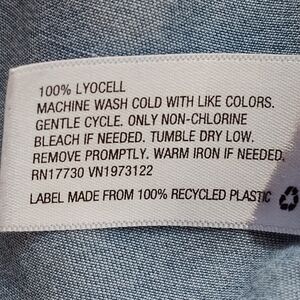 100% LYOCELL
MACHINE WASH COLD WITH LIKE COLORS.
GENTLE CYCLE. ONLY NON-CHLORINE
BLEACH IF NEEDED. TUMBLE DRY LOW.
REMOVE PROMPTLY. WARM IRON IF NEEDED.
RN17730 VN1973122
LABEL MADE FROM 100% RECYCLED PLASTIC